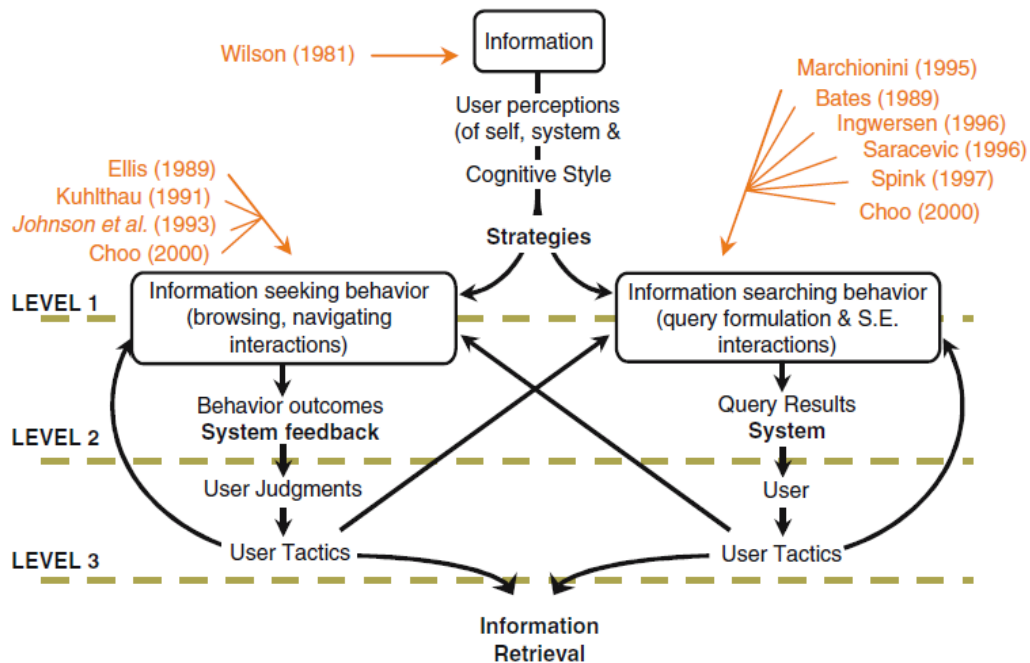 Information
Wilson (1981)
Marchionini (1995)
Bates (1989)
Ingwersen (1996)
Saracevic (1996)
Spink (1997)
Choo (2000)
User perceptions
(of self, system &
Cognitive Style
Ellis (1989)
Kuhlthau (1991)
Johnson et al. (1993)
Choo (2000)
Strategies
LEVEL 1
Information seeking behavior
(browsing, navigating
interactions)
Information searching behavior
(query formulation & S.E.
interactions)
Behavior outcomes
System feedback
Query Results
System
LEVEL 2
User Judgments
User
User Tactics
User Tactics
LEVEL 3
Information
Retrieval